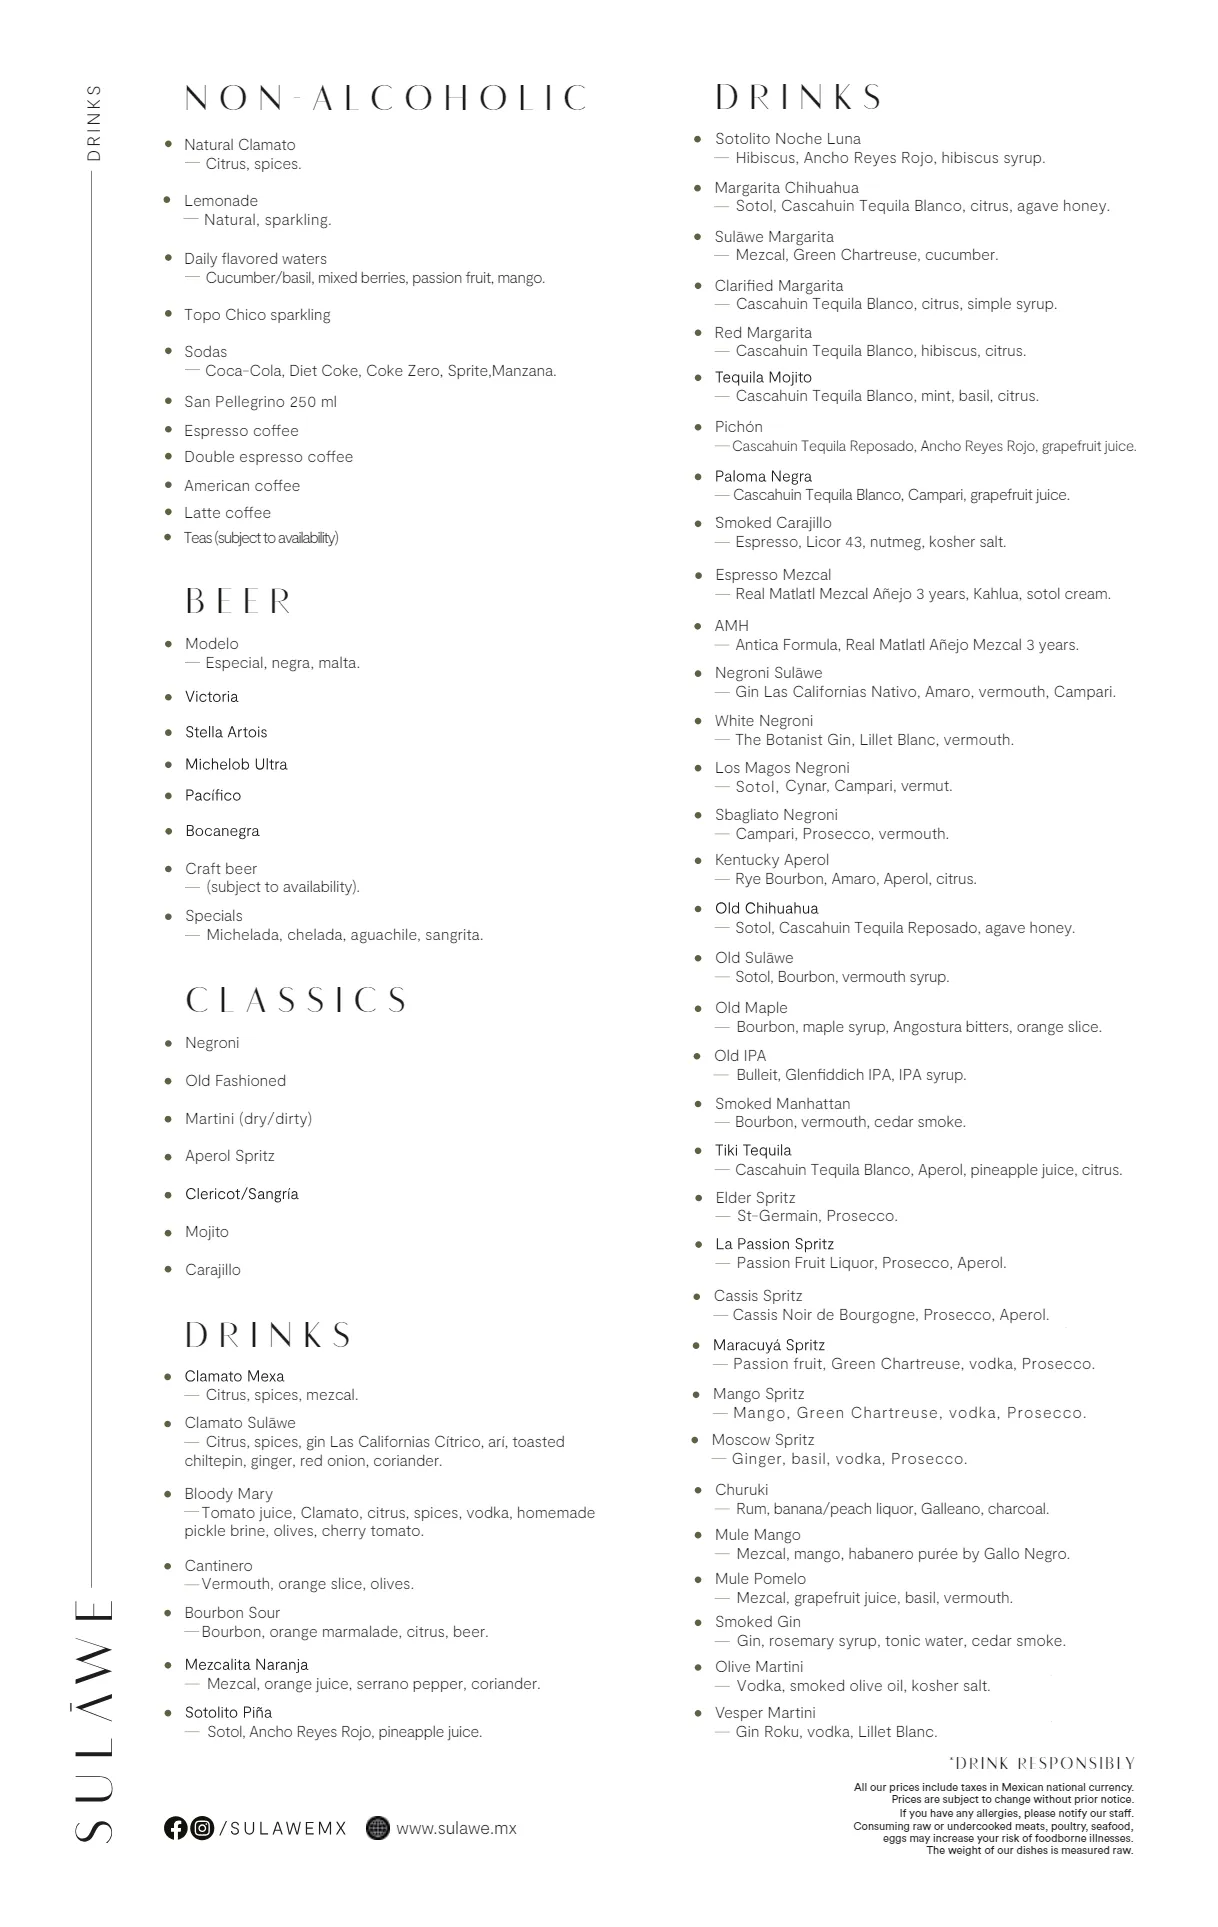 DRINKS
SULĀWE
NON-ALCOHOLIC
Natural Clamato
— Citrus, spices.
Lemonade
— Natural, sparkling.
Daily flavored waters
— Cucumber/basil, mixed berries, passion fruit, mango.
Topo Chico sparkling
Sodas
— Coca-Cola, Diet Coke, Coke Zero, Sprite,Manzana.
San Pellegrino 250 ml
Espresso coffee
Double espresso coffee
American coffee
Latte coffee
Teas (subject to availability)
BEER
Modelo
— Especial, negra, malta.
Victoria
Stella Artois
Michelob Ultra
Pacífico
Bocanegra
Craft beer
— (subject to availability).
Specials
— Michelada, chelada, aguachile, sangrita.
CLASSICS
Negroni
Old Fashioned
Martini (dry/dirty)
Aperol Spritz
Clericot/Sangría
Mojito
Carajillo
DRINKS
Clamato Mexa
— Citrus, spices, mezcal.
Clamato Sulāwe
— Citrus, spices, gin Las Californias Cítrico, arí, toasted
chiltepin, ginger, red onion, coriander.
Bloody Mary
— Tomato juice, Clamato, citrus, spices, vodka, homemade
pickle brine, olives, cherry tomato.
Cantinero
— Vermouth, orange slice, olives.
Bourbon Sour
— Bourbon, orange marmalade, citrus, beer.
Mezcalita Naranja
— Mezcal, orange juice, serrano pepper, coriander.
Sotolito Piña
— Sotol, Ancho Reyes Rojo, pineapple juice.
/SULAWEMX www.sulawe.mx
DRINKS
Sotolito Noche Luna
— Hibiscus, Ancho Reyes Rojo, hibiscus syrup.
Margarita Chihuahua
— Sotol, Cascahuin Tequila Blanco, citrus, agave honey.
Sulāwe Margarita
— Mezcal, Green Chartreuse, cucumber.
Clarified Margarita
— Cascahuin Tequila Blanco, citrus, simple syrup.
Red Margarita
— Cascahuin Tequila Blanco, hibiscus, citrus.
Tequila Mojito
— Cascahuin Tequila Blanco, mint, basil, citrus.
Pichón
— Cascahuin Tequila Reposado, Ancho Reyes Rojo, grapefruit juice.
Paloma Negra
— Cascahuin Tequila Blanco, Campari, grapefruit juice.
Smoked Carajillo
— Espresso, Licor 43, nutmeg, kosher salt.
Espresso Mezcal
— Real Matlatl Mezcal Añejo 3 years, Kahlua, sotol cream.
AMH
— Antica Formula, Real Matlatl Añejo Mezcal 3 years.
Negroni Sulāwe
— Gin Las Californias Nativo, Amaro, vermouth, Campari.
White Negroni
— The Botanist Gin, Lillet Blanc, vermouth.
Los Magos Negroni
— Sotol, Cynar, Campari, vermut.
Sbagliato Negroni
— Campari, Prosecco, vermouth.
Kentucky Aperol
— Rye Bourbon, Amaro, Aperol, citrus.
Old Chihuahua
— Sotol, Cascahuin Tequila Reposado, agave honey.
Old Sulāwe
— Sotol, Bourbon, vermouth syrup.
Old Maple
— Bourbon, maple syrup, Angostura bitters, orange slice.
Old IPA
— Bulleit, Glenfiddich IPA, IPA syrup.
Smoked Manhattan
— Bourbon, vermouth, cedar smoke.
Tiki Tequila
— Cascahuin Tequila Blanco, Aperol, pineapple juice, citrus.
Elder Spritz
— St-Germain, Prosecco.
La Passion Spritz
— Passion Fruit Liquor, Prosecco, Aperol.
Cassis Spritz
— Cassis Noir de Bourgogne, Prosecco, Aperol.
Maracuyá Spritz
— Passion fruit, Green Chartreuse, vodka, Prosecco.
Mango Spritz
— Mango, Green Chartreuse, vodka, Prosecco.
Moscow Spritz
— Ginger, basil, vodka, Prosecco.
Churuki
— Rum, banana/peach liquor, Galleano, charcoal.
Mule Mango
— Mezcal, mango, habanero purée by Gallo Negro.
Mule Pomelo
— Mezcal, grapefruit juice, basil, vermouth.
Smoked Gin
— Gin, rosemary syrup, tonic water, cedar smoke.
Olive Martini
— Vodka, smoked olive oil, kosher salt.
Vesper Martini
— Gin Roku, vodka, Lillet Blanc.
*DRINK RESPONSIBLY
All our prices include taxes in Mexican national currency.
Prices are subject to change without prior notice.
If you have any allergies, please notify our staff.
Consuming raw or undercooked meats, poultry, seafood,
eggs may increase your risk of foodborne illnesses.
The weight of our dishes is measured raw.